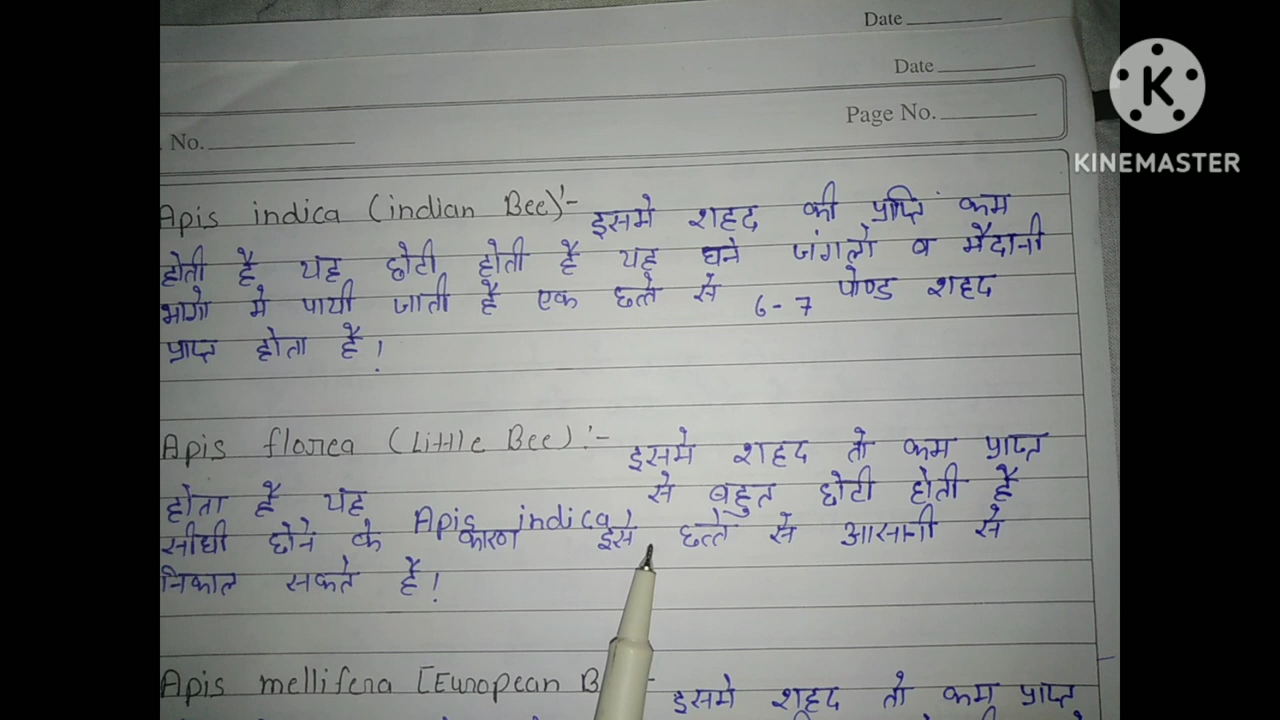 Date
Date
No.
Page No.
KINEMASTER
Apis indica (indian Bee):- इसमे शहद की प्राप्ति कम
होती है यह छोटी होती है यह घने जंगलो व मैदानी
भागो मे पायी जाती है एक छत्ते से 6-7 पोण्ड शहद
प्राप्त होता है!
Apis florea (Little Bee):- इसमे शहद तो कम प्राप्त
होता है यह Apis indica से बहुत छोटी होती है
सीधी होने के कारण इसे छत्ते से आसानी से
निकाल सकते है!
Apis mellifera [European B :- इसमे शहद तो कम प्राप्त